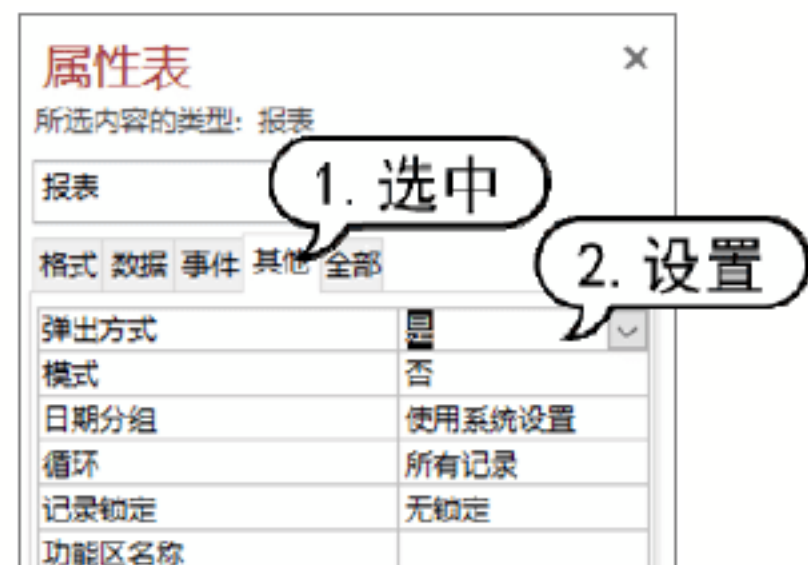 属性表
×
所选内容的类型: 报表
报表
1. 选中
格式 数据 事件 其他 全部
2. 设置
弹出方式 是
模式 否
日期分组 使用系统设置
循环 所有记录
记录锁定 无锁定
功能区名称